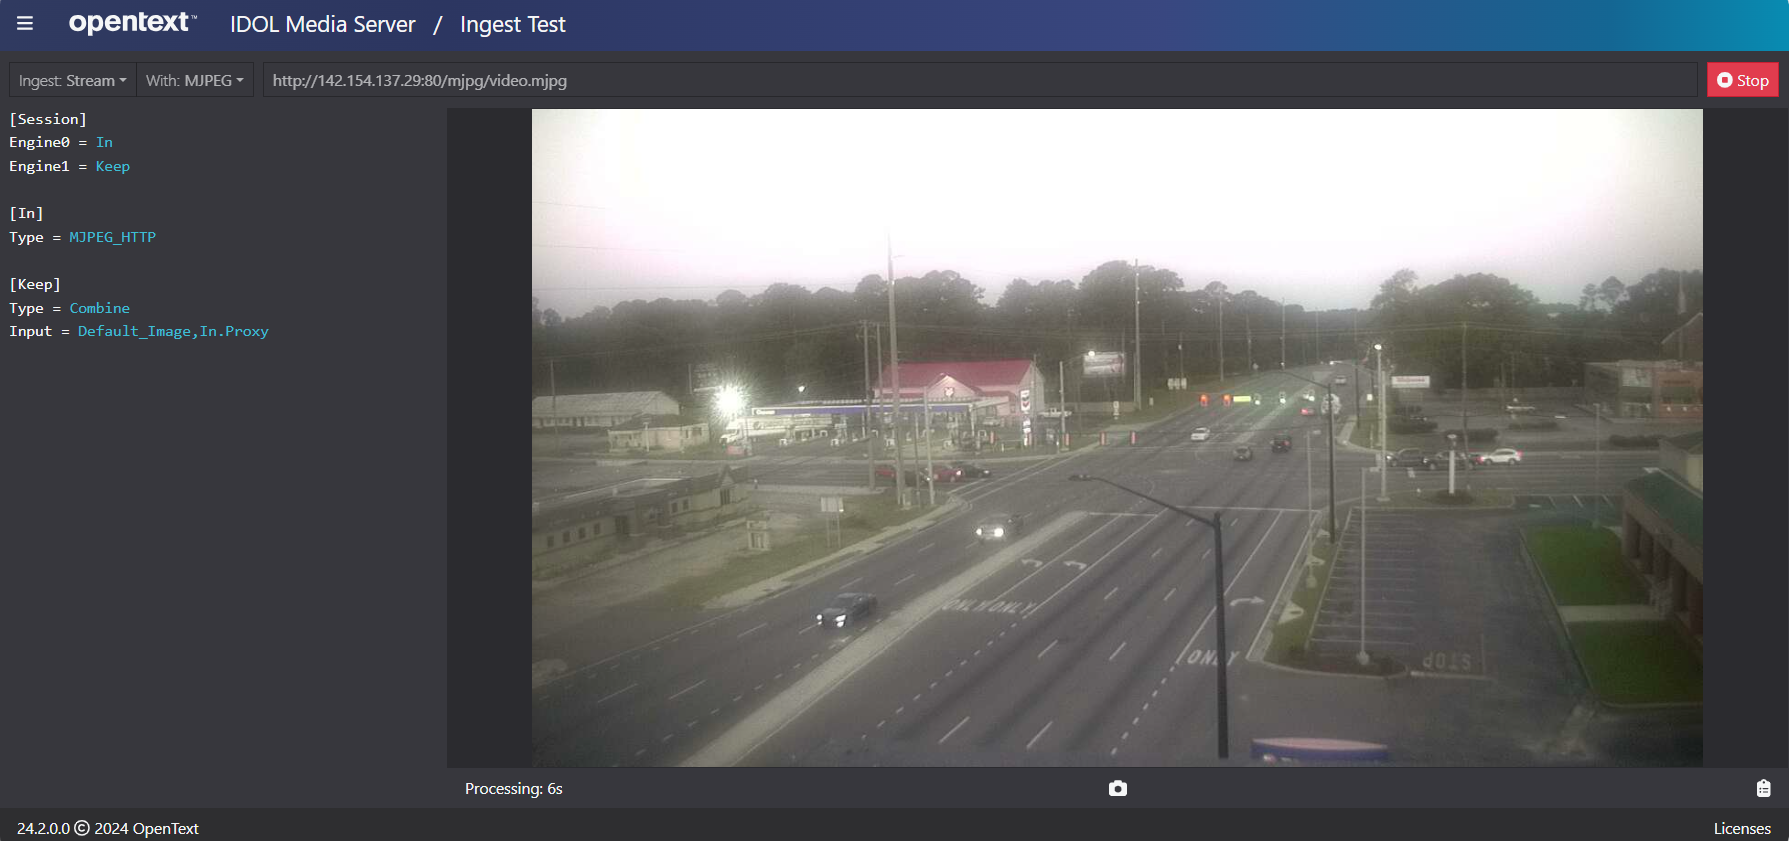 opentext™ IDOL Media Server / Ingest Test
Ingest: Stream With: MJPEG http://142.154.137.29:80/mjpg/video.mjpg Stop
[Session]
Engine0 = In
Engine1 = Keep
[In]
Type = MJPEG_HTTP
[Keep]
Type = Combine
Input = Default_Image,In.Proxy
ONLY ONLY
ONLY
STOP
Processing: 6s
24.2.0.0 © 2024 OpenText
Licenses